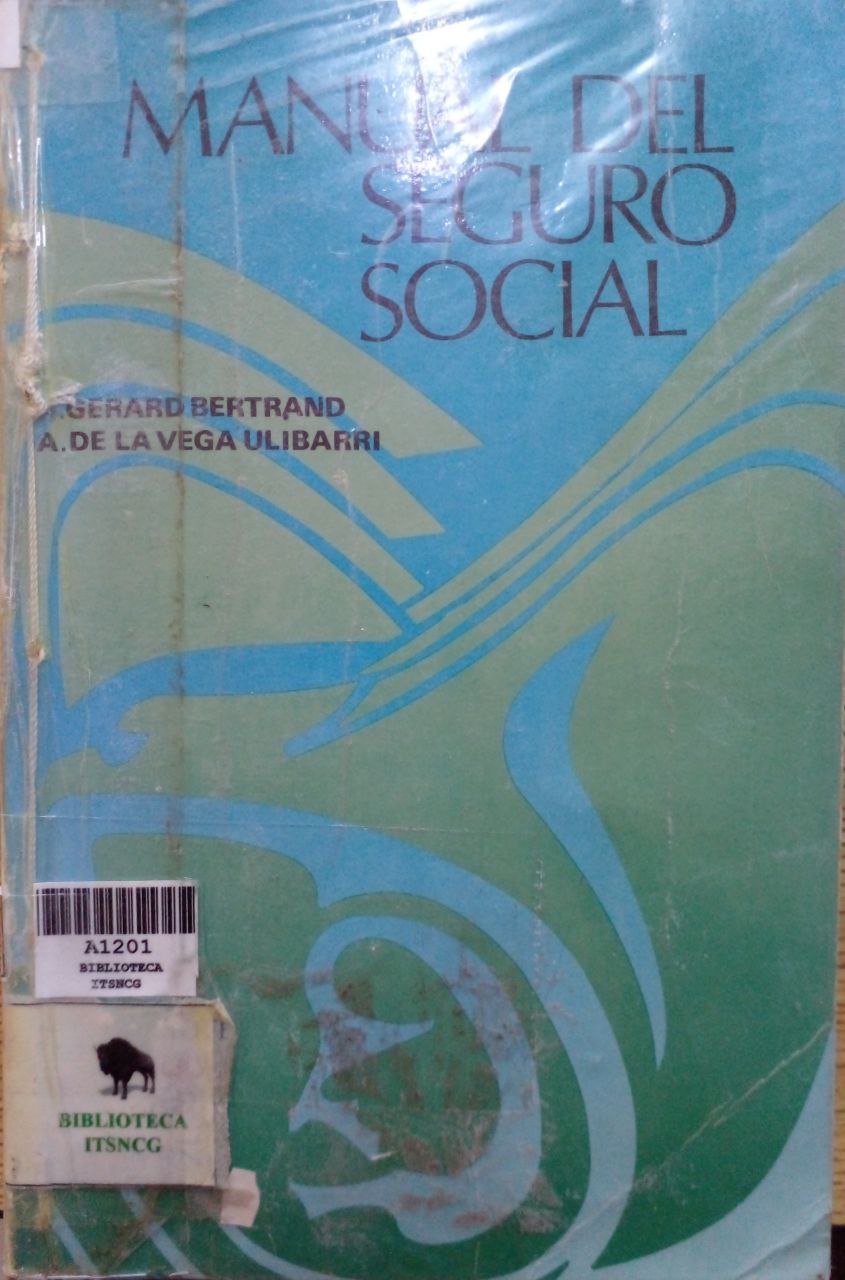 MANUAL DEL
SEGURO
SOCIAL
J.GERARD BERTRAND
A.DE LA VEGA ULIBARRI
A1201
BIBLIOTECA
ITSNCG
BIBLIOTECA
ITSNCG